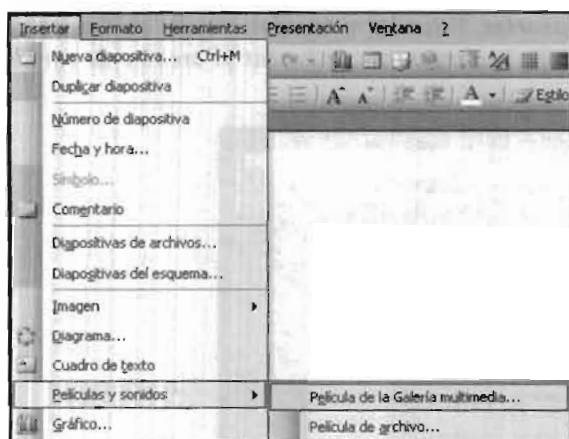 Insertar Formato Herramientas Presentación Ventana ?
Nueva diapositiva... Ctrl+M
Duplicar diapositiva
Número de diapositiva
Fecha y hora...
Símbolo...
Comentario
Diapositivas de archivos...
Diapositivas del esquema...
Imagen
Diagrama...
Cuadro de texto
Películas y sonidos
Gráfico...
A A A Estilo
Película de la Galería multimedia...
Película de archivo...